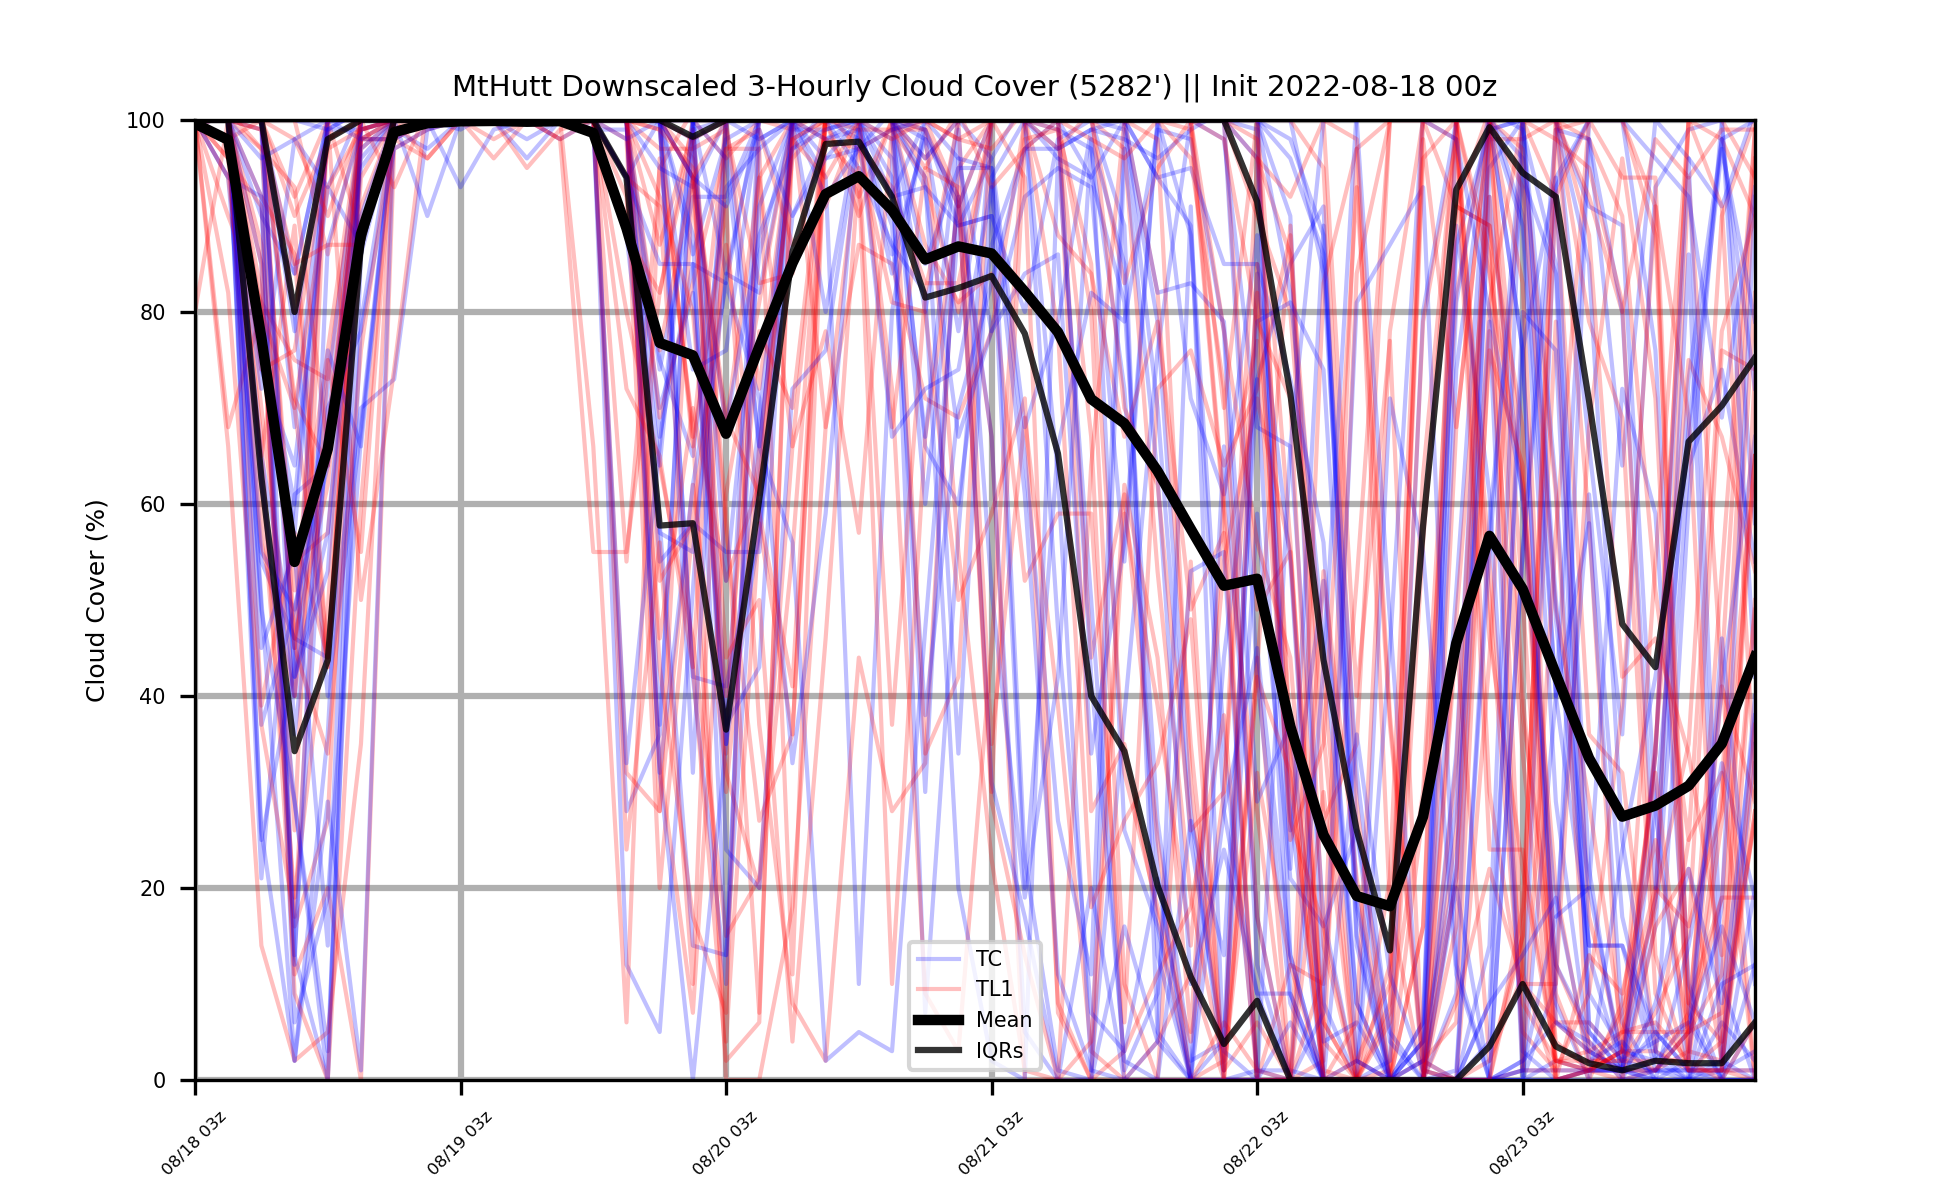 MtHutt Downscaled 3-Hourly Cloud Cover (5282') || Init 2022-08-18 00z
Cloud Cover (%)
100
80
60
40
20
0
TC
TL1
Mean
IQRs
08/18 03z
08/19 03z
08/20 03z
08/21 03z
08/22 03z
08/23 03z